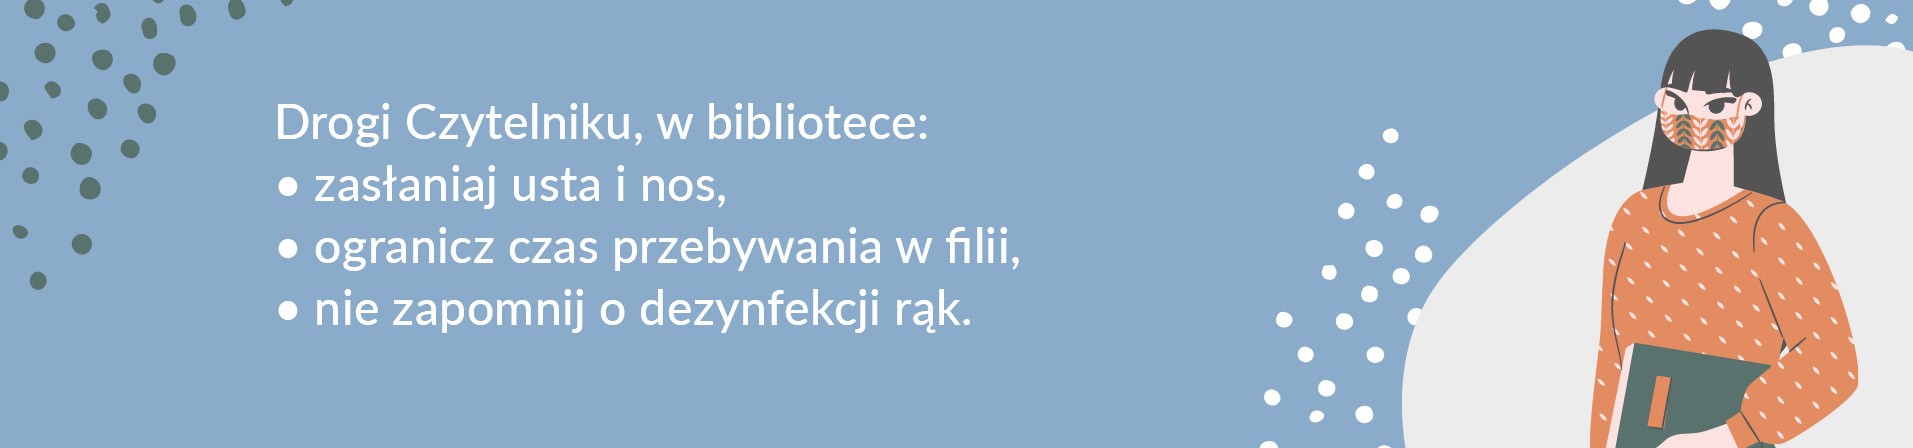 Drogi Czytelniku, w bibliotece:
• zasłaniaj usta i nos,
• ogranicz czas przebywania w filii,
• nie zapomnij o dezynfekcji rąk.